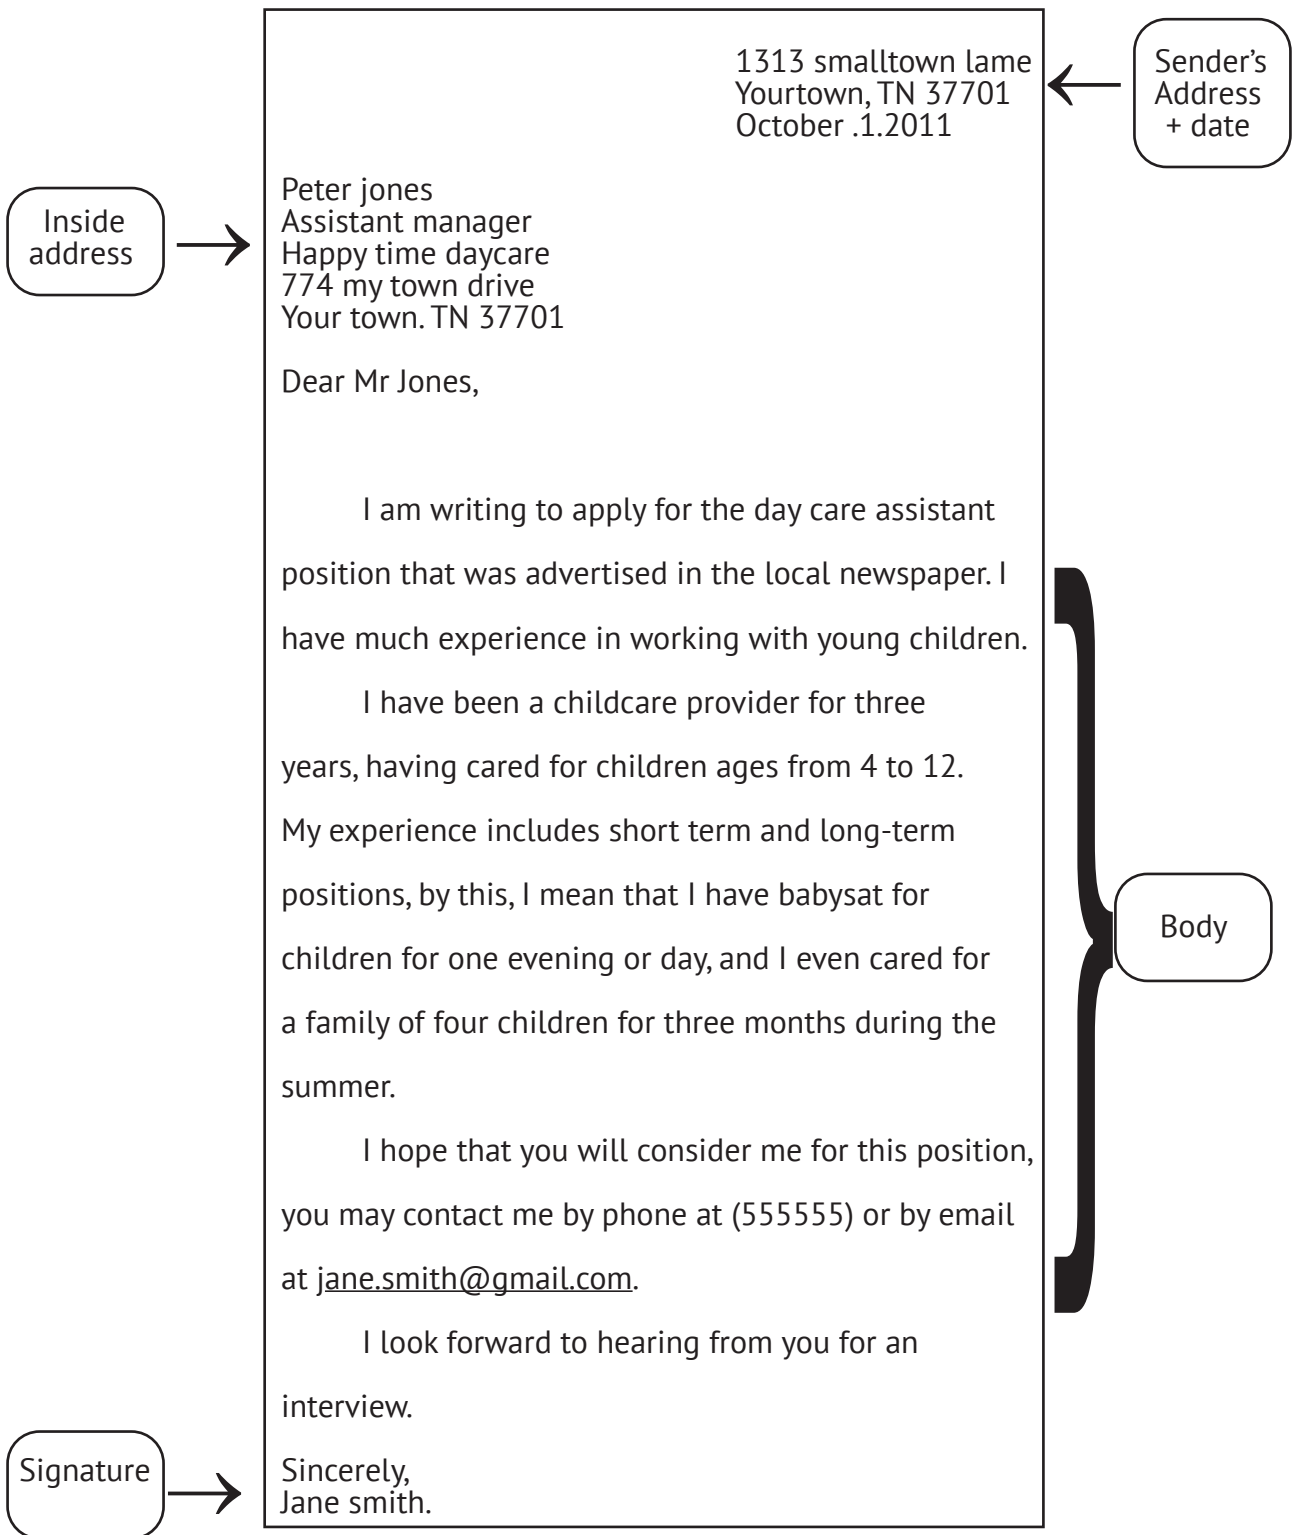 1313 smalltown lame
Yourtown, TN 37701
October .1.2011
Sender's
Address
+ date
Inside
address
Peter jones
Assistant manager
Happy time daycare
774 my town drive
Your town. TN 37701
Dear Mr Jones,
I am writing to apply for the day care assistant
position that was advertised in the local newspaper. I
have much experience in working with young children.
I have been a childcare provider for three
years, having cared for children ages from 4 to 12.
My experience includes short term and long-term
positions, by this, I mean that I have babysat for
children for one evening or day, and I even cared for
a family of four children for three months during the
summer.
I hope that you will consider me for this position,
you may contact me by phone at (555555) or by email
at jane.smith@gmail.com.
I look forward to hearing from you for an
interview.
Body
Signature
Sincerely,
Jane smith.